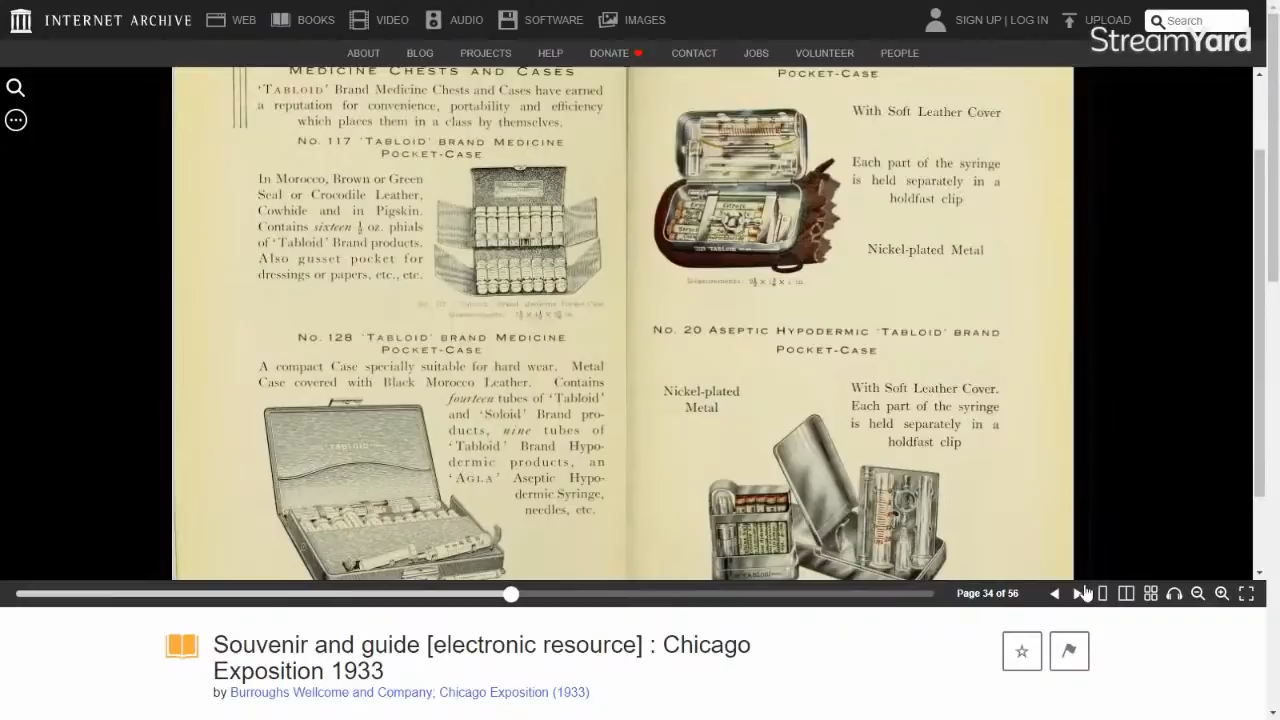 INTERNET ARCHIVE
WEB
BOOKS
VIDEO
AUDIO
SOFTWARE
IMAGES
SIGN UP | LOG IN
UPLOAD
Search
StreamYard
ABOUT
BLOG
PROJECTS
HELP
DONATE
CONTACT
JOBS
VOLUNTEER
PEOPLE
MEDICINE CHESTS AND CASES
'TABLOID' Brand Medicine Chests and Cases have earned
a reputation for convenience, portability and efficiency
which places them in a class by themselves.
No. 117 'TABLOID' BRAND MEDICINE
POCKET-CASE
In Morocco, Brown or Green
Seal or Crocodile Leather,
Cowhide and in Pigskin.
Contains sixteen ½ oz. phials
of 'Tabloid' Brand products.
Also gusset pocket for
dressings or papers, etc., etc.
No. 128 'TABLOID' BRAND MEDICINE
POCKET-CASE
A compact Case specially suitable for hard wear. Metal
Case covered with Black Morocco Leather. Contains
fourteen tubes of 'Tabloid'
and 'Soloid' Brand pro-
ducts, nine tubes of
'Tabloid' Brand Hypo-
dermic products, an
'AGLA' Aseptic Hypo-
dermic Syringe,
needles, etc.
TABLOID
POCKET-CASE
With Soft Leather Cover
Each part of the syringe
is held separately in a
holdfast clip
Nickel-plated Metal
No. 20 ASEPTIC HYPODERMIC 'TABLOID' BRAND
POCKET-CASE
Nickel-plated
Metal
With Soft Leather Cover.
Each part of the syringe
is held separately in a
holdfast clip
Page 34 of 56
Souvenir and guide [electronic resource] : Chicago
Exposition 1933
by Burroughs Wellcome and Company; Chicago Exposition (1933)